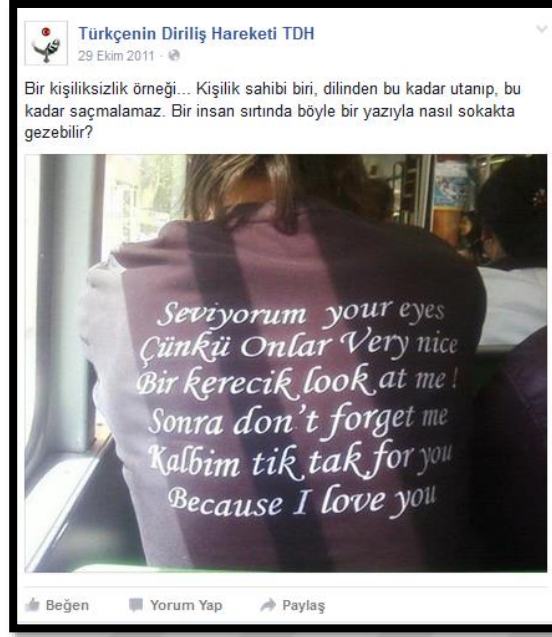 Türkçenin Diriliş Hareketi TDH
29 Ekim 2011 ·
Bir kişiliksizlik örneği... Kişilik sahibi biri, dilinden bu kadar utanıp, bu
kadar saçmalamaz. Bir insan sırtında böyle bir yazıyla nasıl sokakta
gezebilir?
Seviyorum your eyes
Çünkü Onlar Very nice
Bir kerecik look at me !
Sonra don't forget me
Kalbim tik tak for you
Because I love you
Beğen Yorum Yap Paylaş